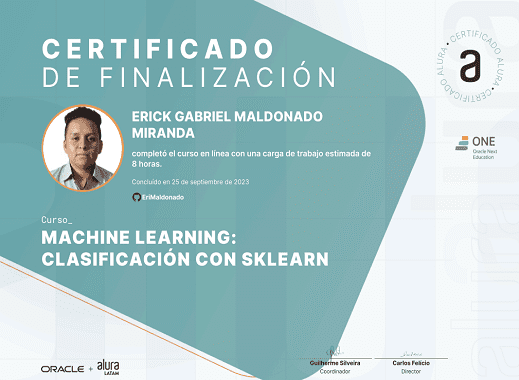 CERTIFICADO
DE FINALIZACIÓN
ERICK GABRIEL MALDONADO
MIRANDA
completó el curso en línea con una carga de trabajo estimada de
8 horas.
Concluido en 25 de septiembre de 2023
EriMaldonado
Curso_
MACHINE LEARNING:
CLASIFICACIÓN CON SKLEARN
CERTIFICADO ALURA • CERTIFICADO ALURA •
a
ONE
Oracle Next
Education
ORACLE + alura
LATAM
Guilherme Silveira
Coordinador
Carlos Felício
Director